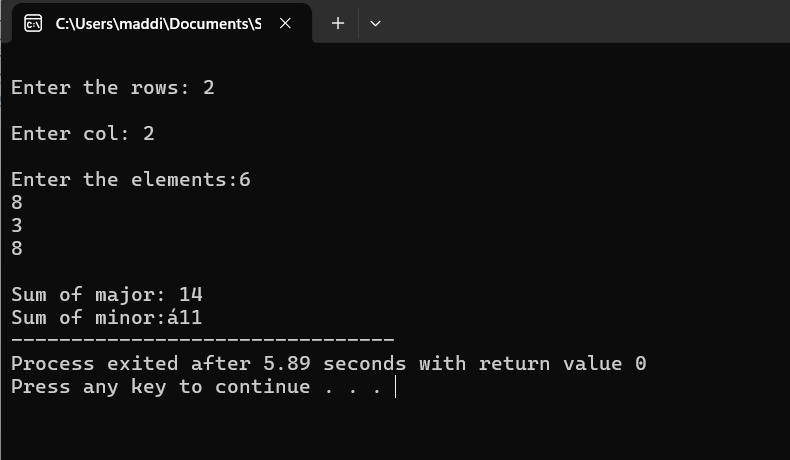 C:\Users\maddi\Documents\S
Enter the rows: 2
Enter col: 2
Enter the elements:6
8
3
8
Sum of major: 14
Sum of minor:á11
--------------------------------
Process exited after 5.89 seconds with return value 0
Press any key to continue . . .